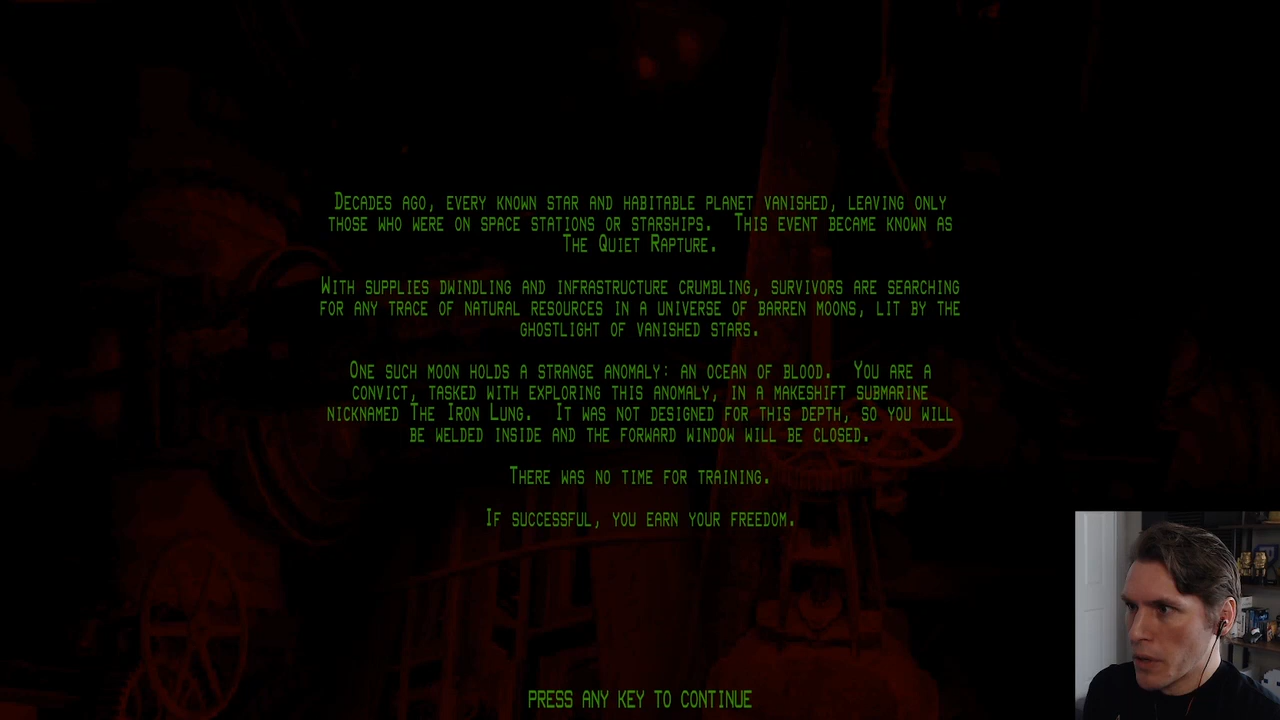 Decades ago, every known star and habitable planet vanished, leaving only
those who were on space stations or starships.  This event became known as
The Quiet Rapture.
With supplies dwindling and infrastructure crumbling, survivors are searching
for any trace of natural resources in a universe of barren moons, lit by the
ghostlight of vanished stars.
One such moon holds a strange anomaly: an ocean of blood.  You are a
convict, tasked with exploring this anomaly, in a makeshift submarine
nicknamed The Iron Lung.  It was not designed for this depth, so you will
be welded inside and the forward window will be closed.
There was no time for training.
If successful, you earn your freedom.
PRESS ANY KEY TO CONTINUE